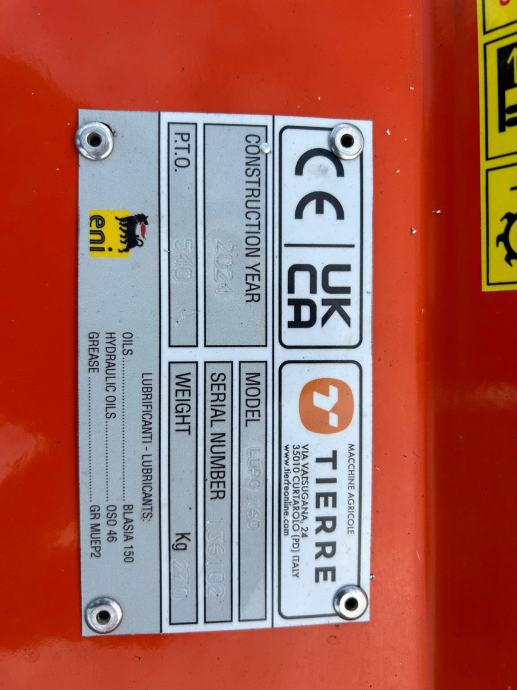 CE
UK
CA
TIERRE
MACCHINE AGRICOLE
VIA VALSUGANA, 24
35010 CURTAROLO (PD) ITALY
www.tierreonline.com
CONSTRUCTION YEAR
2024
P.T.O.
540
MODEL
SERIAL NUMBER
WEIGHT
Kg
eni
LUBRIFICANTI - LUBRICANTS:
OILS.................... BLASIA 150
HYDRAULIC OILS................ OSO 46
GREASE.................... GR MUEP2